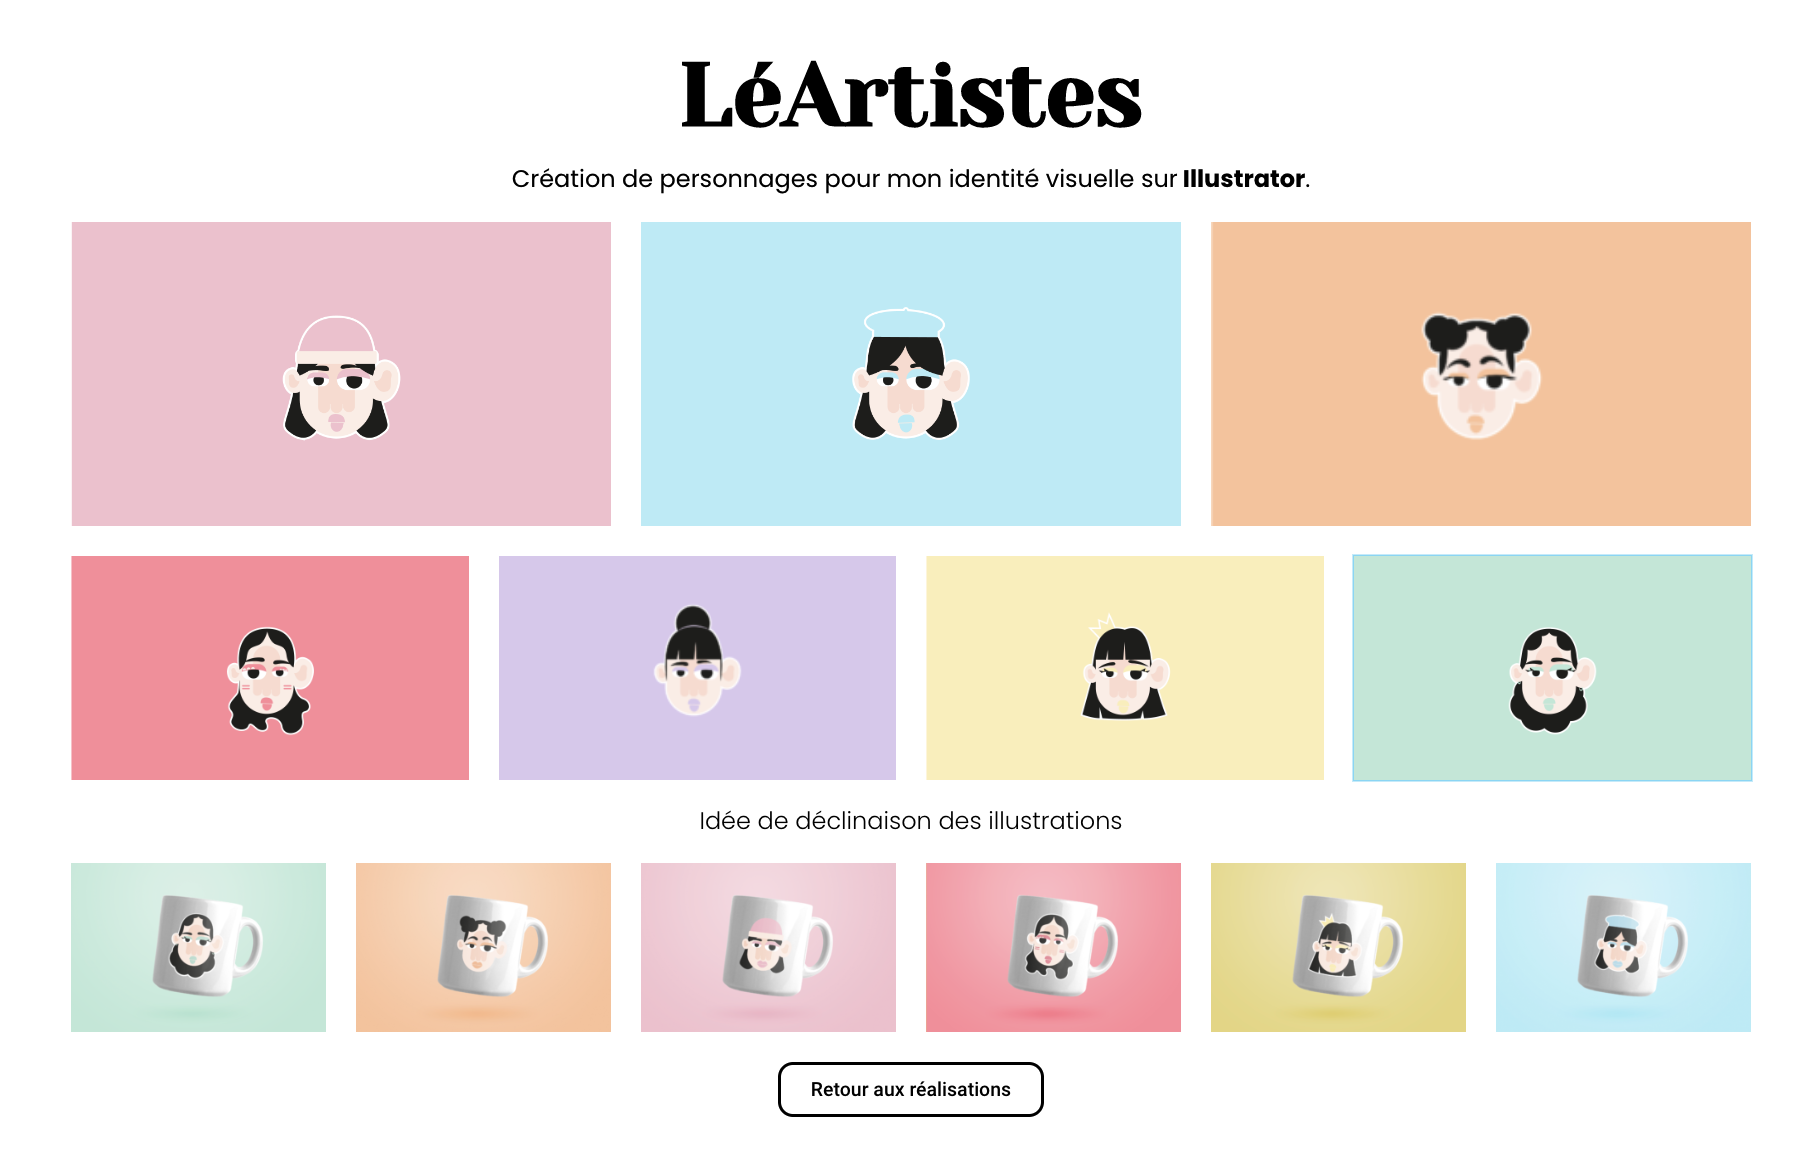 LéArtistes
Création de personnages pour mon identité visuelle sur Illustrator.
Idée de déclinaison des illustrations
Retour aux réalisations